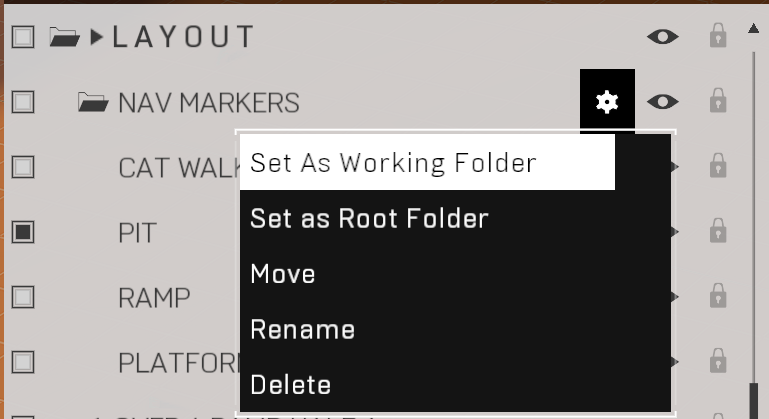 LAYOUT
NAV MARKERS
CAT WALK
Set As Working Folder
Set as Root Folder
PIT
Move
RAMP
Rename
PLATFORM
Delete